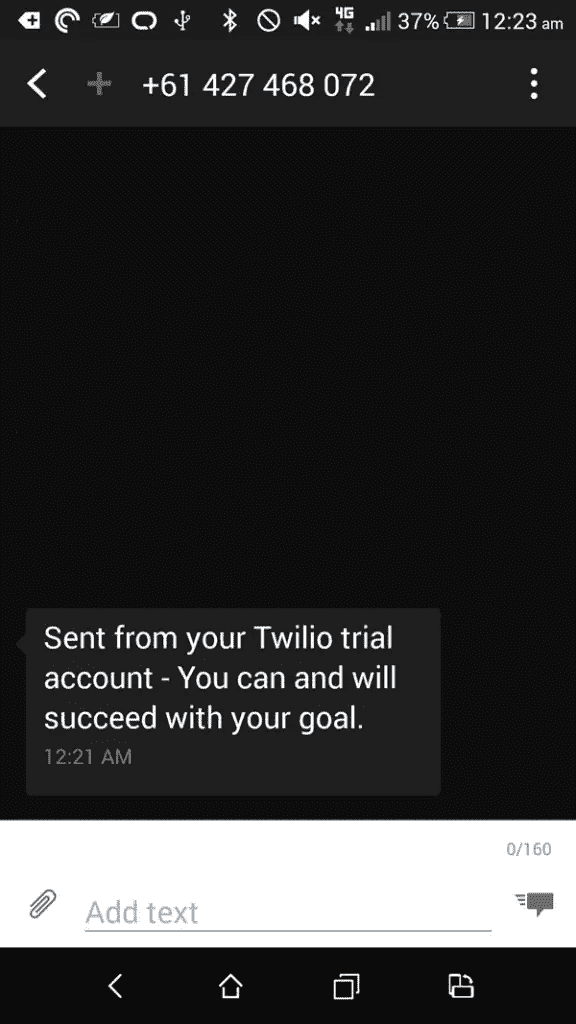 4G 37% 12:23 am
+61 427 468 072
Sent from your Twilio trial
account - You can and will
succeed with your goal.
12:21 AM
0/160
Add text